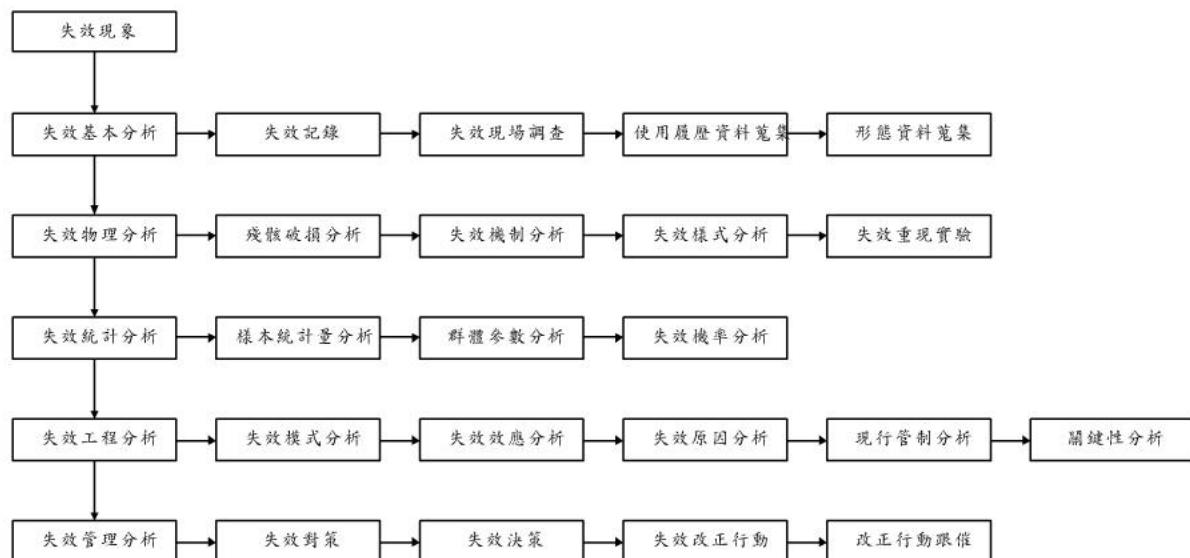 失效現象
失效基本分析 失效記錄 失效現場調查 使用履歷資料蒐集 形態資料蒐集
失效物理分析 殘骸破損分析 失效機制分析 失效樣式分析 失效重現實驗
失效統計分析 樣本統計量分析 群體參數分析 失效機率分析
失效工程分析 失效模式分析 失效效應分析 失效原因分析 現行管制分析 關鍵性分析
失效管理分析 失效對策 失效決策 失效改正行動 改正行動跟催